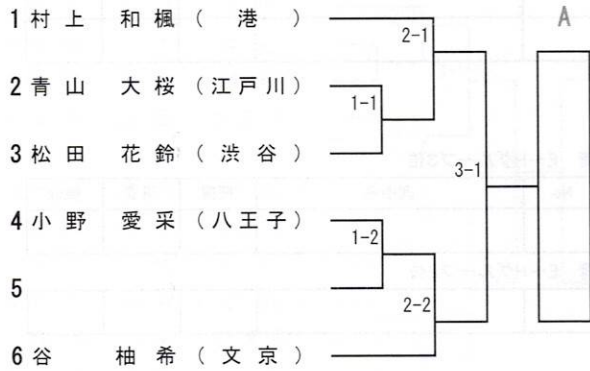 A
1 村上 和楓(港)
2-1
2 青山 大桜(江戸川)
1-1
3 松田 花鈴(渋谷)
3-1
4 小野 愛采(八王子)
1-2
5
2-2
6 谷 柚希(文京)